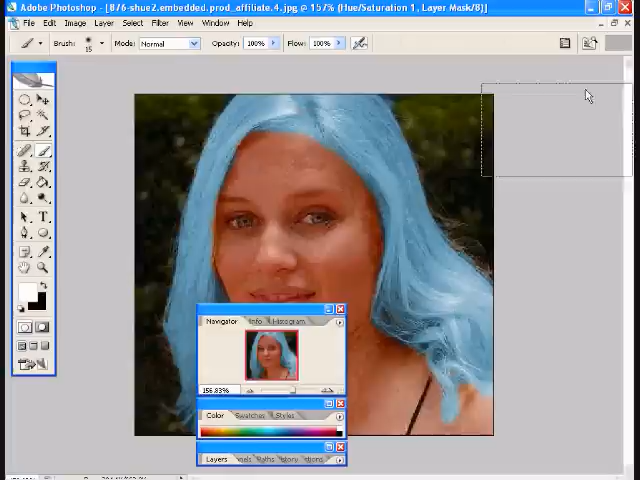 Adobe Photoshop - [876-shue2.embedded.prod_affiliate.4.jpg @ 157% (Hue/Saturation 1, Layer Mask/8)]
File Edit Image Layer Select Filter View Window Help
Brush: 15 Mode: Normal Opacity: 100% Flow: 100%
T
Navigator Info Histogram
156.83%
Color Swatches Styles
Layers